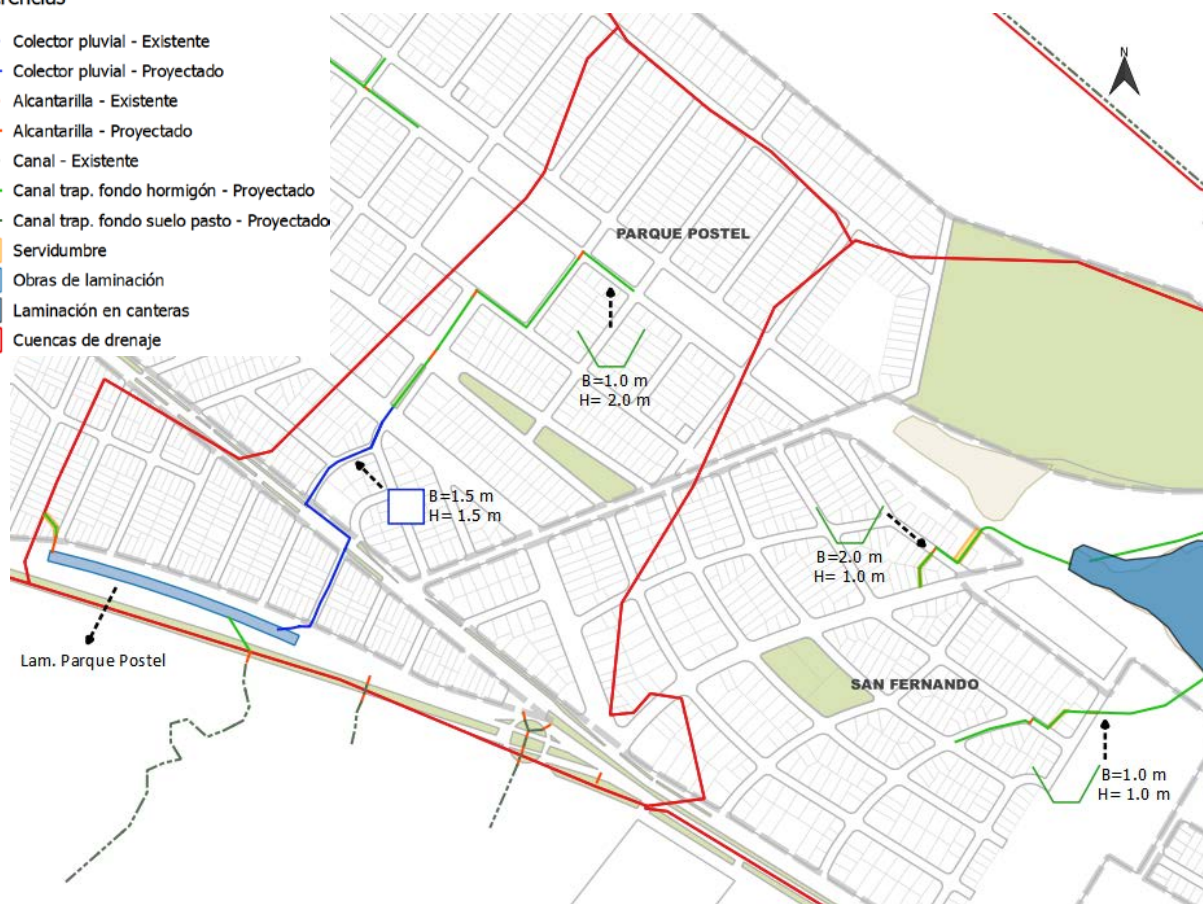 Colector pluvial - Existente
Colector pluvial - Proyectado
Alcantarilla - Existente
Alcantarilla - Proyectado
Canal - Existente
Canal trap. fondo hormigón - Proyectado
Canal trap. fondo suelo pasto - Proyectado
Servidumbre
Obras de laminación
Laminación en canteras
Cuencas de drenaje
N
PARQUE POSTEL
B=1.0 m
H= 2.0 m
B=1.5 m
H= 1.5 m
B=2.0 m
H= 1.0 m
Lam. Parque Postel
SAN FERNANDO
B=1.0 m
H= 1.0 m